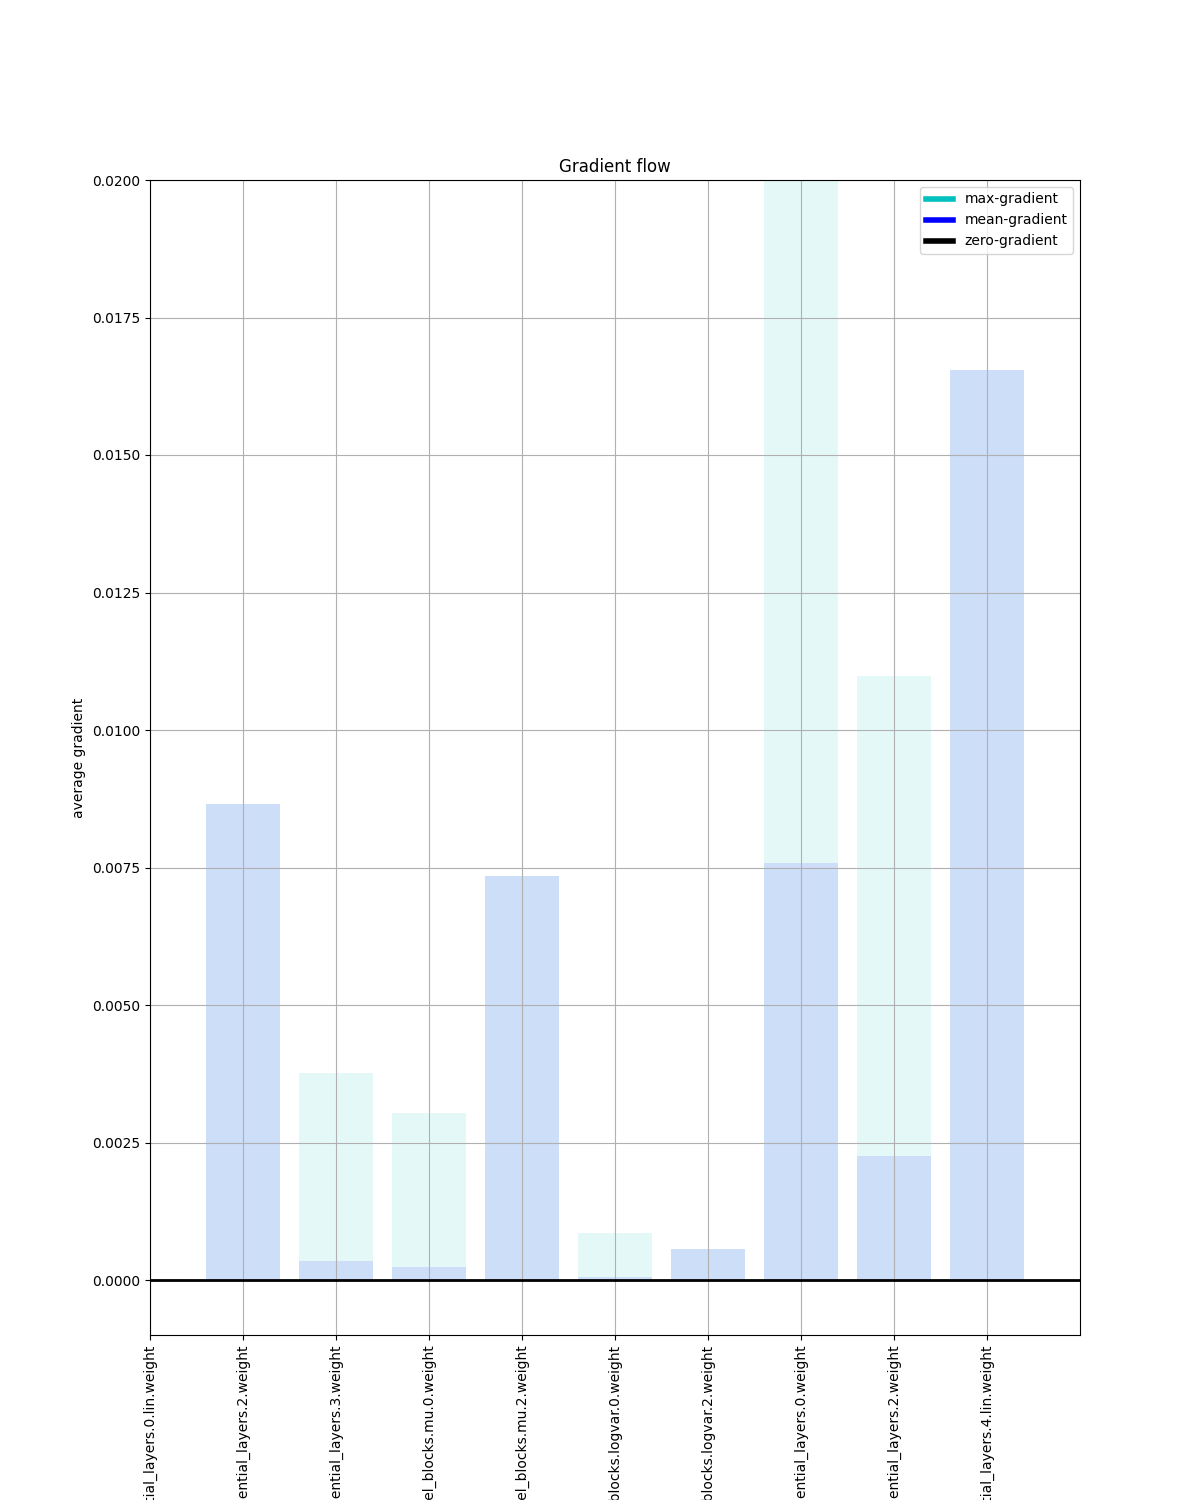 Gradient flow
max-gradient
mean-gradient
zero-gradient
0.0200
0.0175
0.0150
0.0125
0.0100
0.0075
0.0050
0.0025
0.0000
average gradient
tial_layers.0.lin.weight
ential_layers.2.weight
ential_layers.3.weight
el_blocks.mu.0.weight
el_blocks.mu.2.weight
blocks.logvar.0.weight
blocks.logvar.2.weight
ential_layers.0.weight
ential_layers.2.weight
tial_layers.4.lin.weight